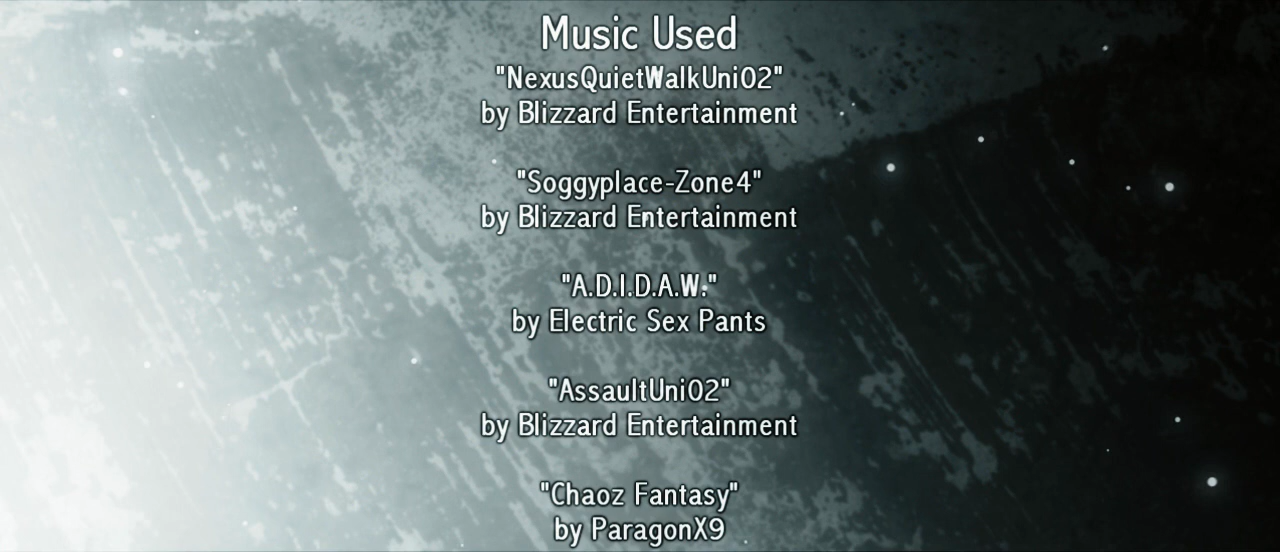 Music Used
"NexusQuietWalkUni02"
by Blizzard Entertainment
"Soggyplace-Zone4"
by Blizzard Entertainment
"A.D.I.D.A.W."
by Electric Sex Pants
"AssaultUni02"
by Blizzard Entertainment
"Chaoz Fantasy"
by ParagonX9